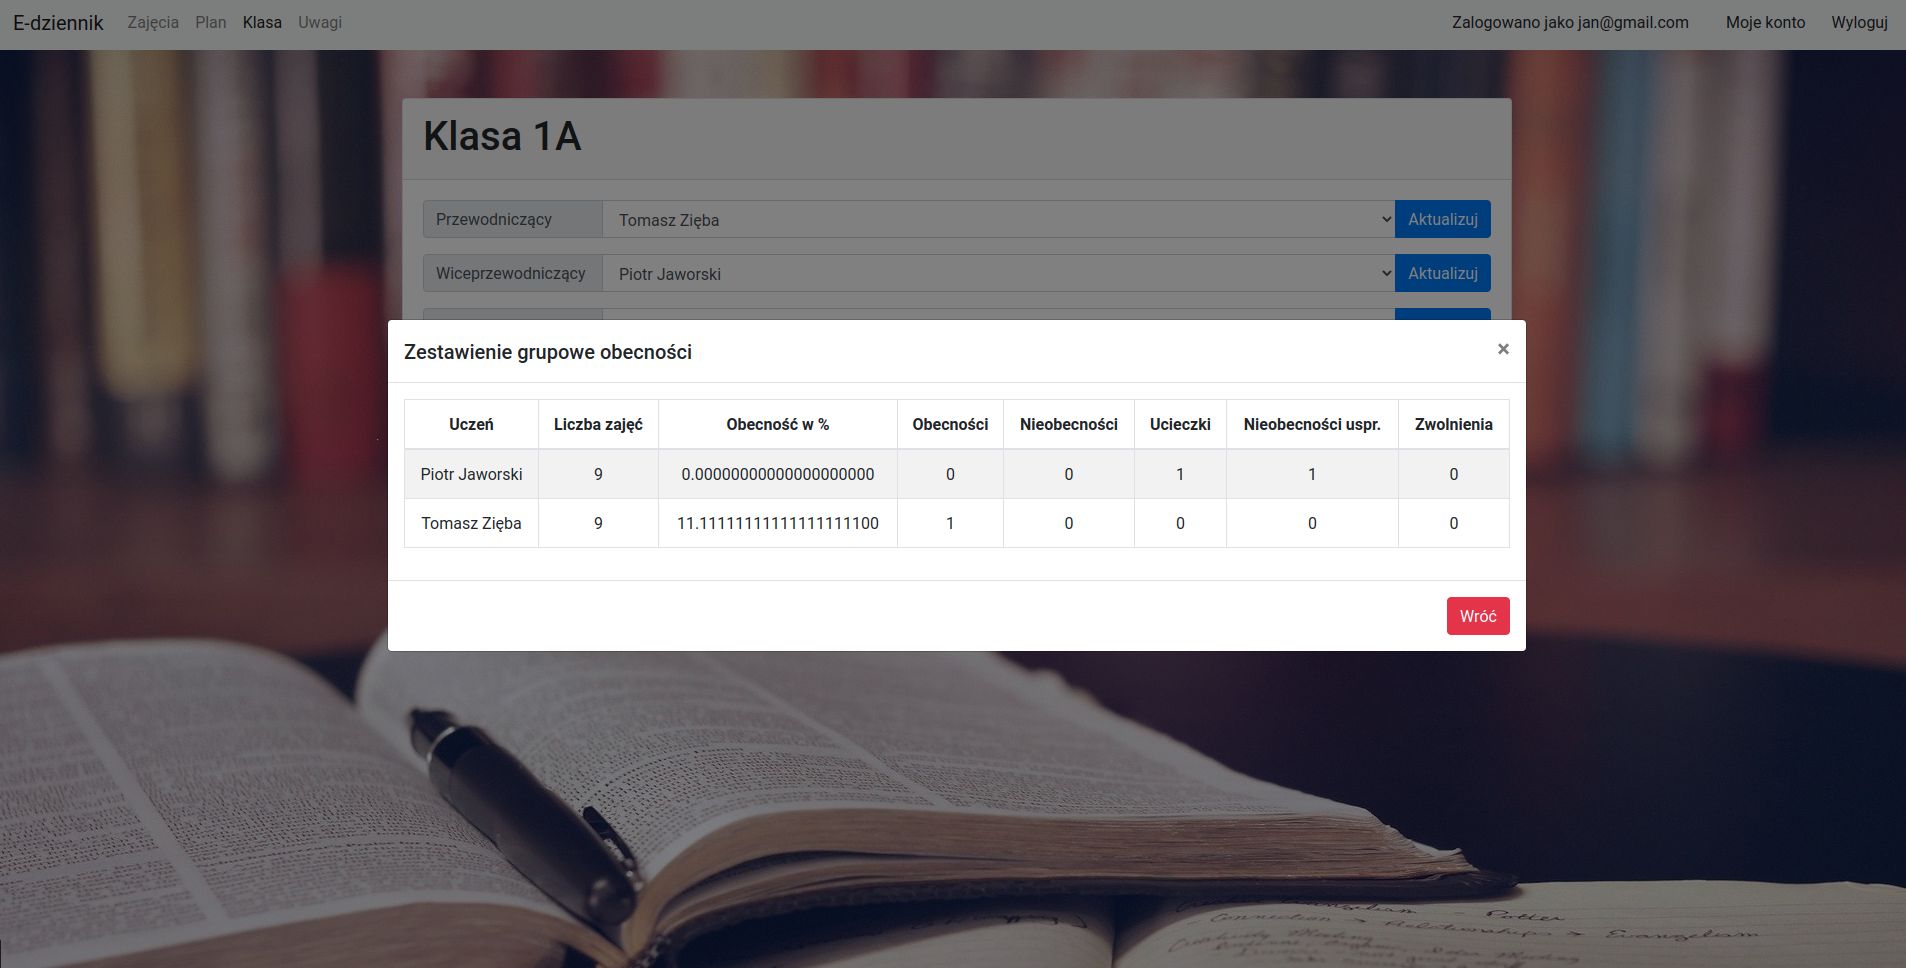 E-dziennik Zajęcia Plan Klasa Uwagi Zalogowano jako jan@gmail.com Moje konto Wyloguj
Klasa 1A
Przewodniczący Tomasz Zięba Aktualizuj
Wiceprzewodniczący Piotr Jaworski Aktualizuj
Zestawienie grupowe obecności ×
Uczeń Liczba zajęć Obecność w % Obecności Nieobecności Ucieczki Nieobecności uspr. Zwolnienia
Piotr Jaworski 9 0.00000000000000000000 0 0 1 1 0
Tomasz Zięba 9 11.11111111111111111100 1 0 0 0 0
Wróć